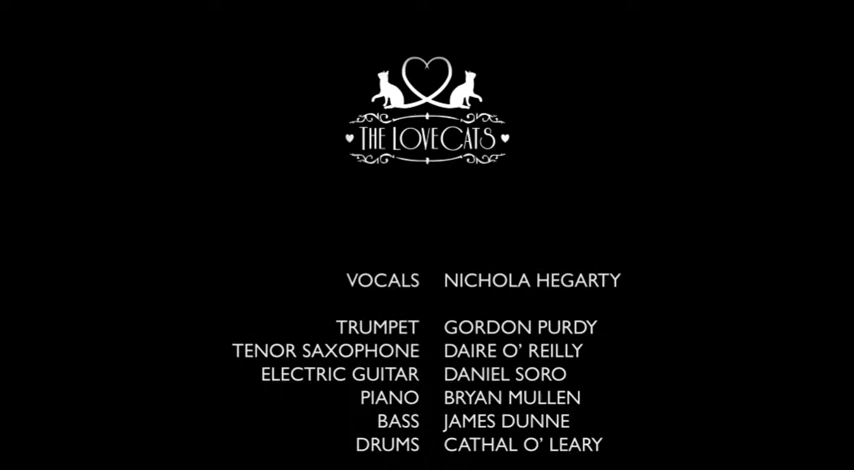 THE LOVECATS
VOCALS NICHOLA HEGARTY
TRUMPET GORDON PURDY
TENOR SAXOPHONE DAIRE O' REILLY
ELECTRIC GUITAR DANIEL SORO
PIANO BRYAN MULLEN
BASS JAMES DUNNE
DRUMS CATHAL O' LEARY